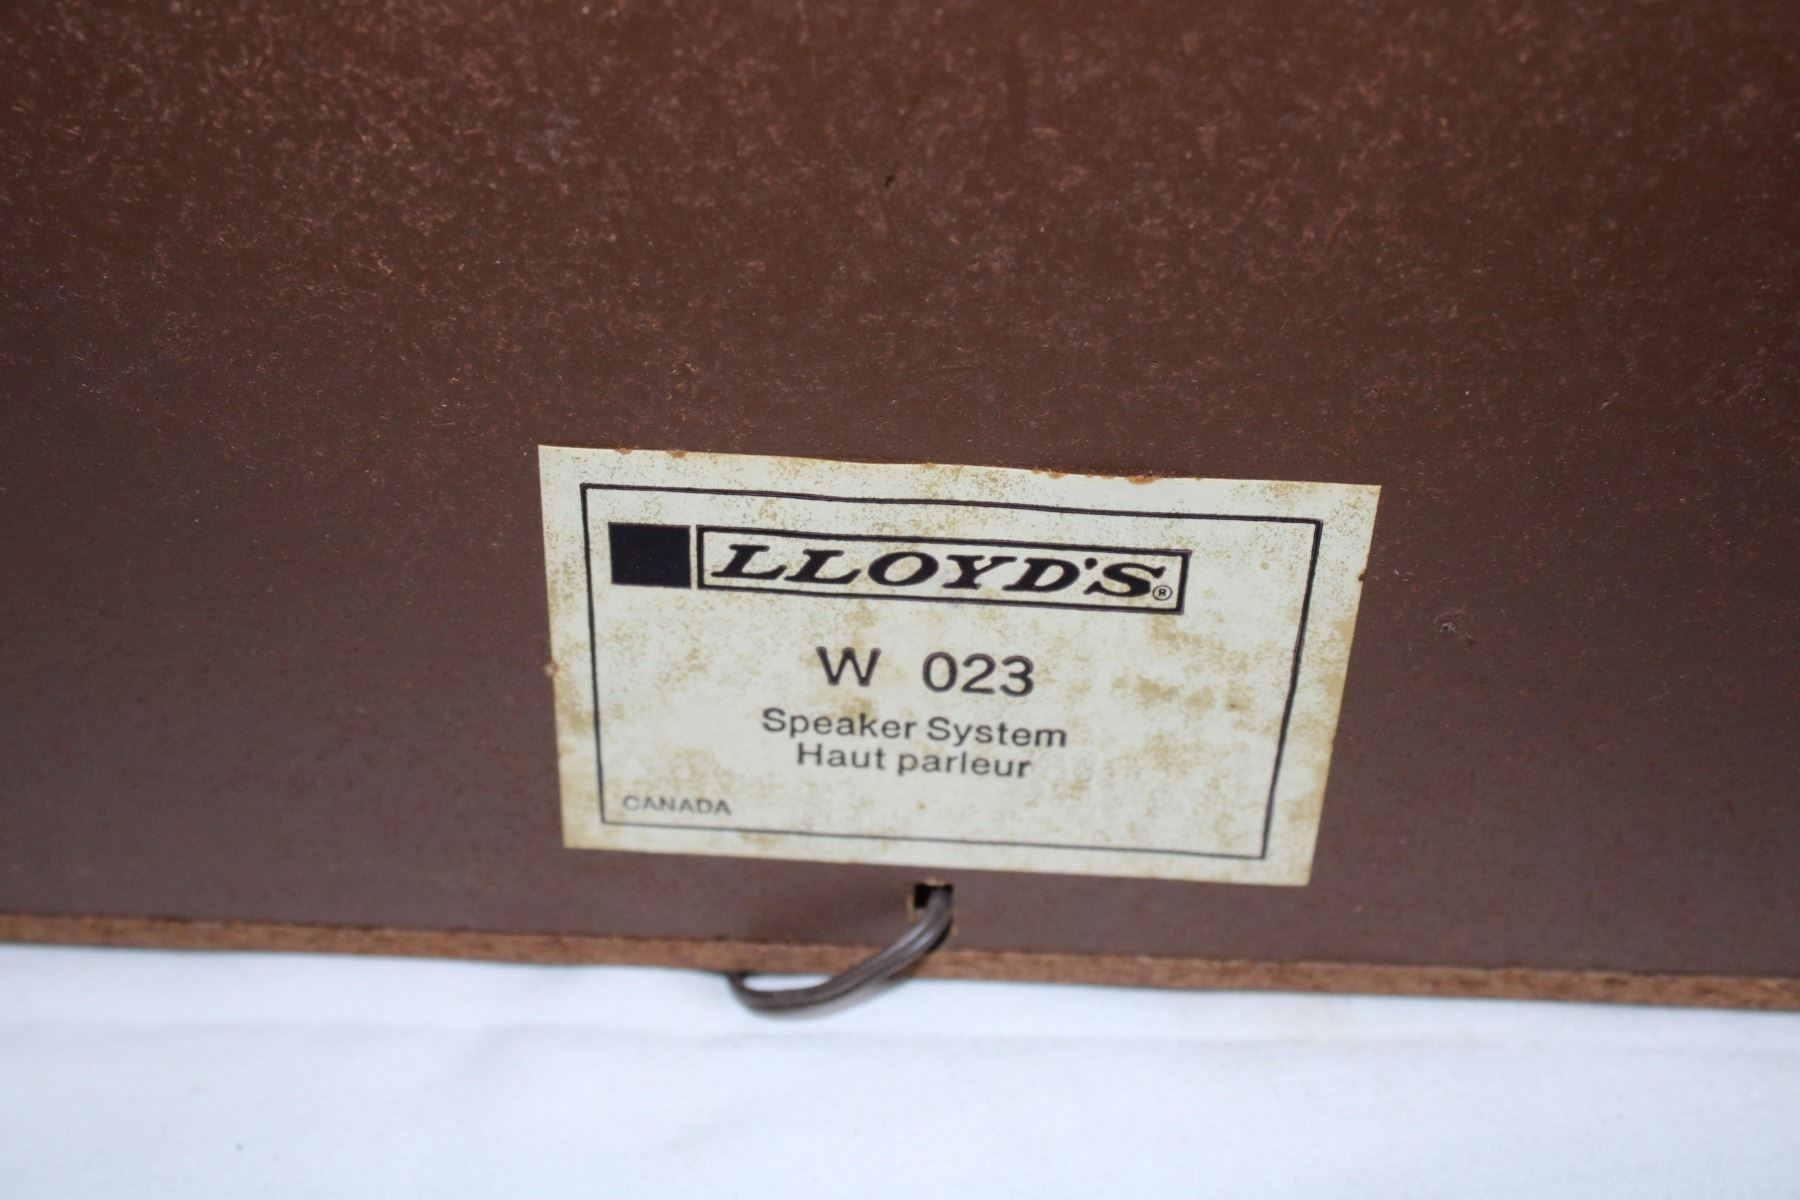 LLOYD'S®
W 023
Speaker System
Haut parleur
CANADA